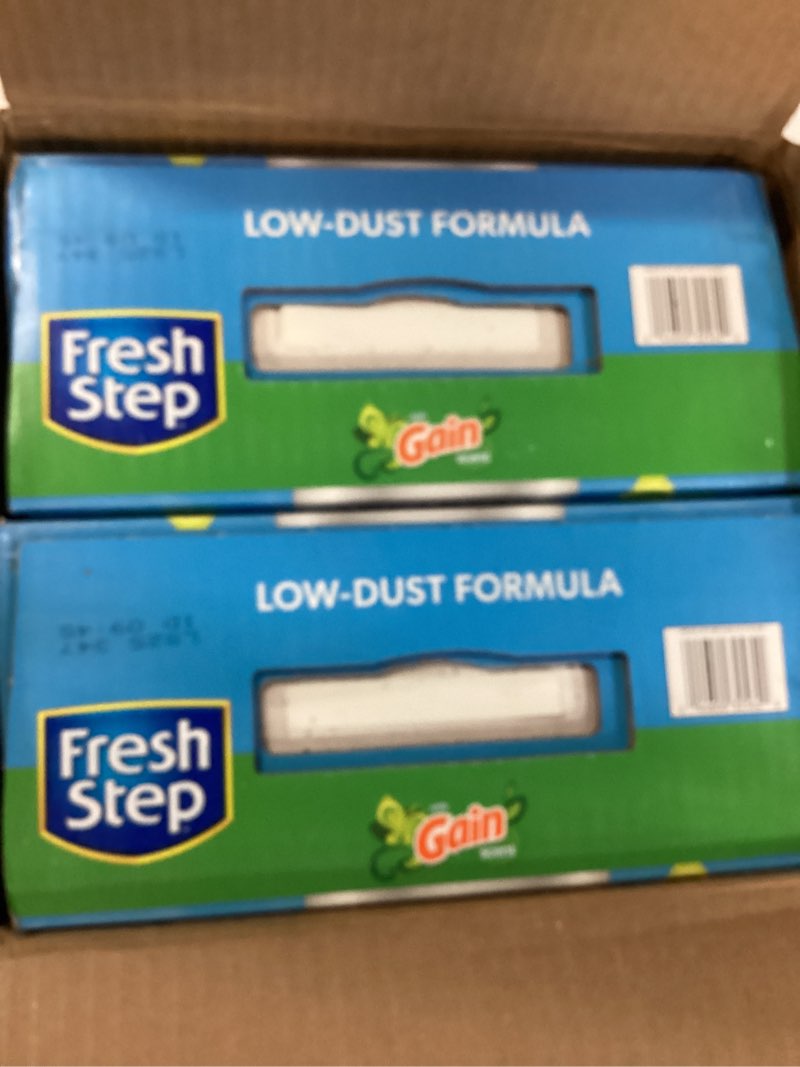 LOW-DUST FORMULA
Fresh
Step
Gain
LOW-DUST FORMULA
Fresh
Step
Gain